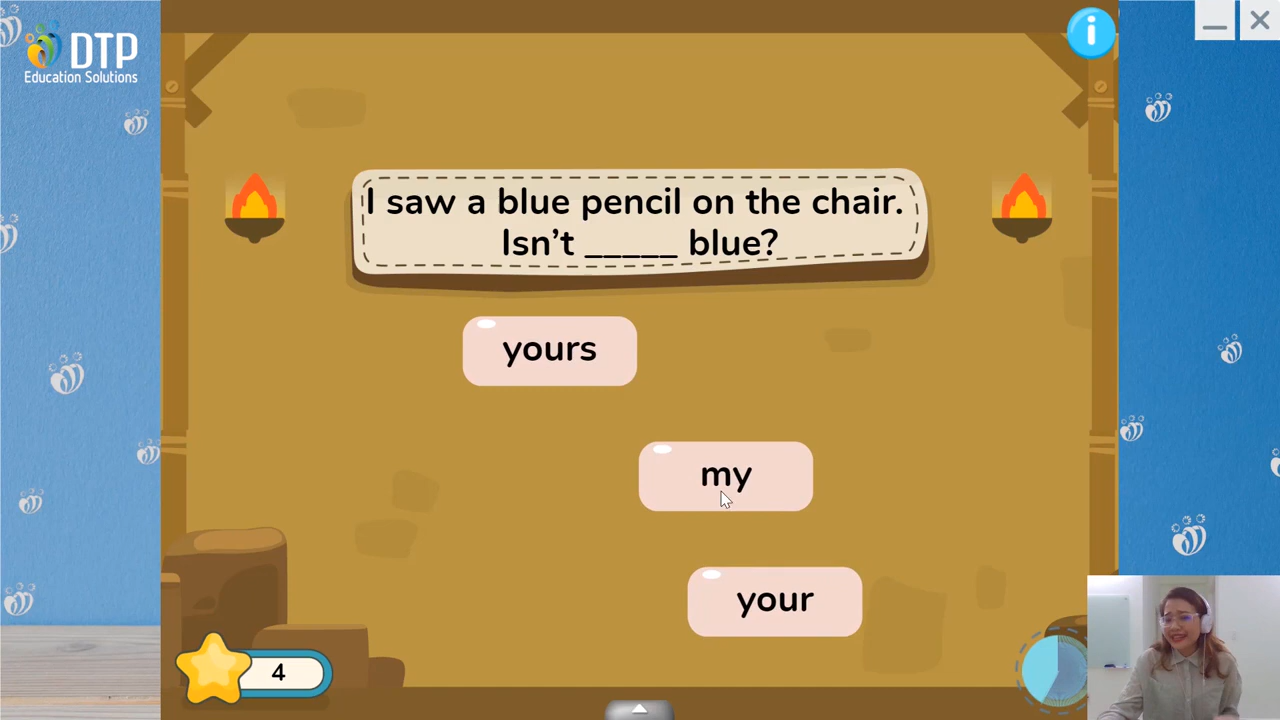 DTP
Education Solutions
i
I saw a blue pencil on the chair.
Isn't _____ blue?
yours
my
your
4